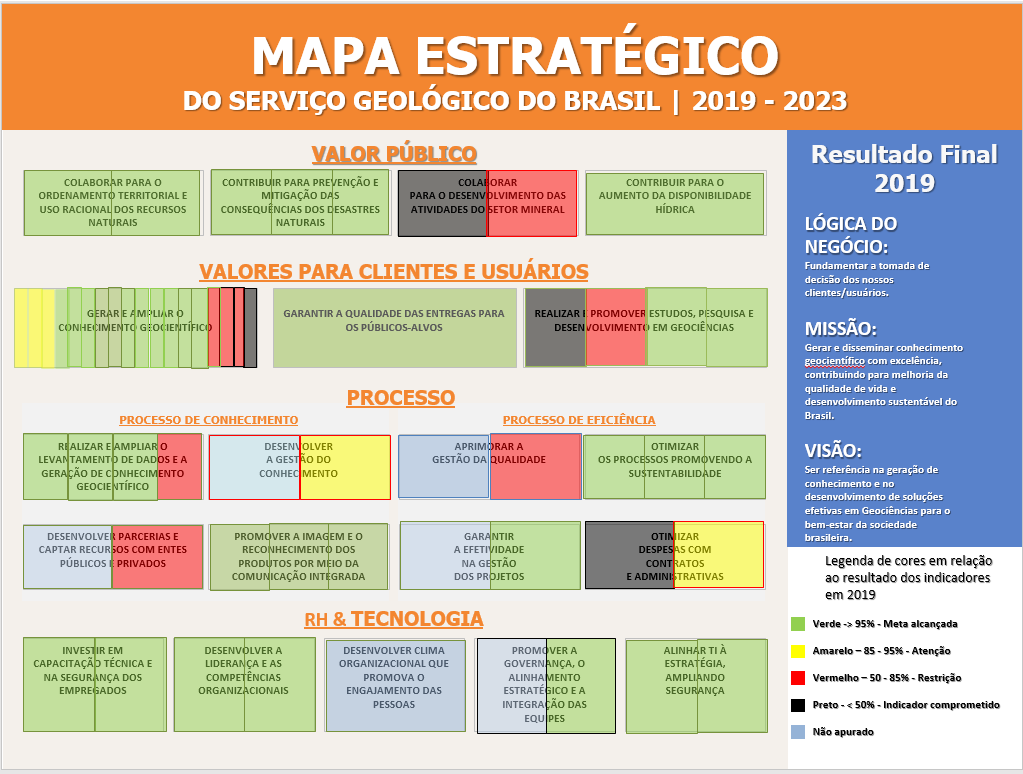 MAPA ESTRATÉGICO
DO SERVIÇO GEOLÓGICO DO BRASIL | 2019 - 2023
VALOR PÚBLICO
COLABORAR PARA O
ORDENAMENTO TERRITORIAL E
USO RACIONAL DOS RECURSOS
NATURAIS
CONTRIBUIR PARA PREVENÇÃO E
MITIGAÇÃO DAS
CONSEQUÊNCIAS DOS DESASTRES
NATURAIS
COLABORAR
PARA O DESENVOLVIMENTO DAS
ATIVIDADES DO SETOR MINERAL
CONTRIBUIR PARA O
AUMENTO DA DISPONIBILIDADE
HÍDRICA
VALORES PARA CLIENTES E USUÁRIOS
GERAR E AMPLIAR O
CONHECIMENTO GEOCIENTÍFICO
GARANTIR A QUALIDADE DAS ENTREGAS PARA
OS PÚBLICOS-ALVOS
REALIZAR E PROMOVER ESTUDOS, PESQUISA E
DESENVOLVIMENTO EM GEOCIÊNCIAS
PROCESSO
PROCESSO DE CONHECIMENTO
PROCESSO DE EFICIÊNCIA
REALIZAR E AMPLIAR O
LEVANTAMENTO DE DADOS E A
GERAÇÃO DE CONHECIMENTO
GEOCIENTÍFICO
DESENVOLVER
A GESTÃO DO
CONHECIMENTO
APRIMORAR A
GESTÃO DA QUALIDADE
OTIMIZAR
OS PROCESSOS PROMOVENDO A
SUSTENTABILIDADE
DESENVOLVER PARCERIAS E
CAPTAR RECURSOS COM ENTES
PÚBLICOS E PRIVADOS
PROMOVER A IMAGEM E O
RECONHECIMENTO DOS
PRODUTOS POR MEIO DA
COMUNICAÇÃO INTEGRADA
GARANTIR
A EFETIVIDADE
NA GESTÃO
DOS PROJETOS
OTIMIZAR
DESPESAS COM
CONTRATOS
E ADMINISTRATIVAS
RH & TECNOLOGIA
INVESTIR EM
CAPACITAÇÃO TÉCNICA E
NA SEGURANÇA DOS
EMPREGADOS
DESENVOLVER A
LIDERANÇA E AS
COMPETÊNCIAS
ORGANIZACIONAIS
DESENVOLVER CLIMA
ORGANIZACIONAL QUE
PROMOVA O
ENGAJAMENTO DAS
PESSOAS
PROMOVER A
GOVERNANÇA, O
ALINHAMENTO
ESTRATÉGICO E A
INTEGRAÇÃO DAS
EQUIPES
ALINHAR TI À
ESTRATÉGIA,
AMPLIANDO
SEGURANÇA
Resultado Final
2019
LÓGICA DO
NEGÓCIO:
Fundamentar a tomada de
decisão dos nossos
clientes/usuários.
MISSÃO:
Gerar e disseminar conhecimento
geocientífico com excelência,
contribuindo para melhoria da
qualidade de vida e
desenvolvimento sustentável do
Brasil.
VISÃO:
Ser referência na geração de
conhecimento e no
desenvolvimento de soluções
efetivas em Geociências para o
bem-estar da sociedade
brasileira.
Legenda de cores em relação
ao resultado dos indicadores
em 2019
Verde -> 95% - Meta alcançada
Amarelo – 85 - 95% - Atenção
Vermelho – 50 - 85% - Restrição
Preto - < 50% - Indicador comprometido
Não apurado